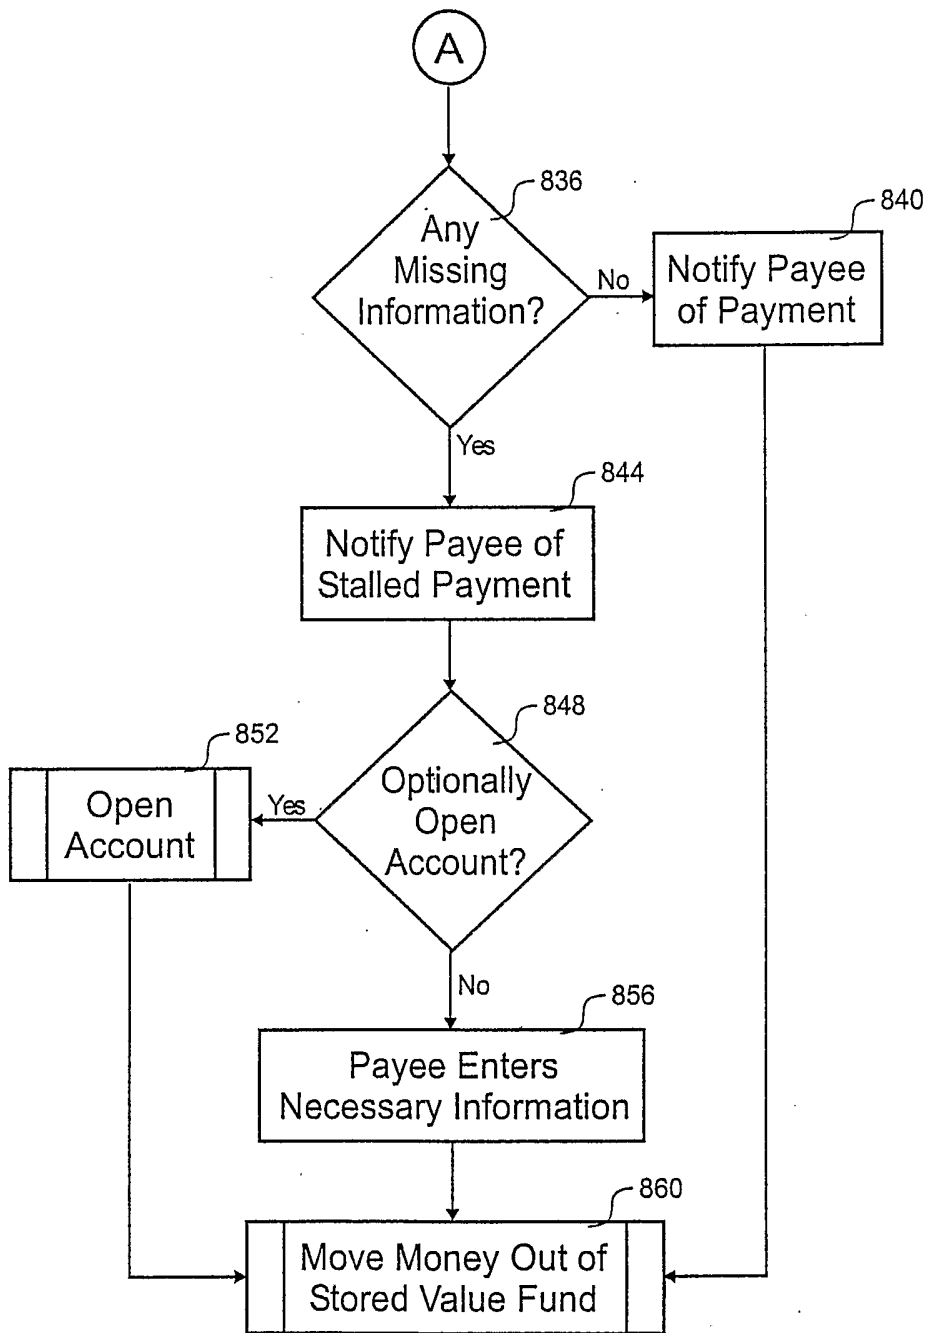 A
836
Any
Missing
Information?
No
840
Notify Payee
of Payment
Yes
844
Notify Payee of
Stalled Payment
848
Optionally
Open
Account?
Yes
852
Open
Account
No
856
Payee Enters
Necessary Information
860
Move Money Out of
Stored Value Fund